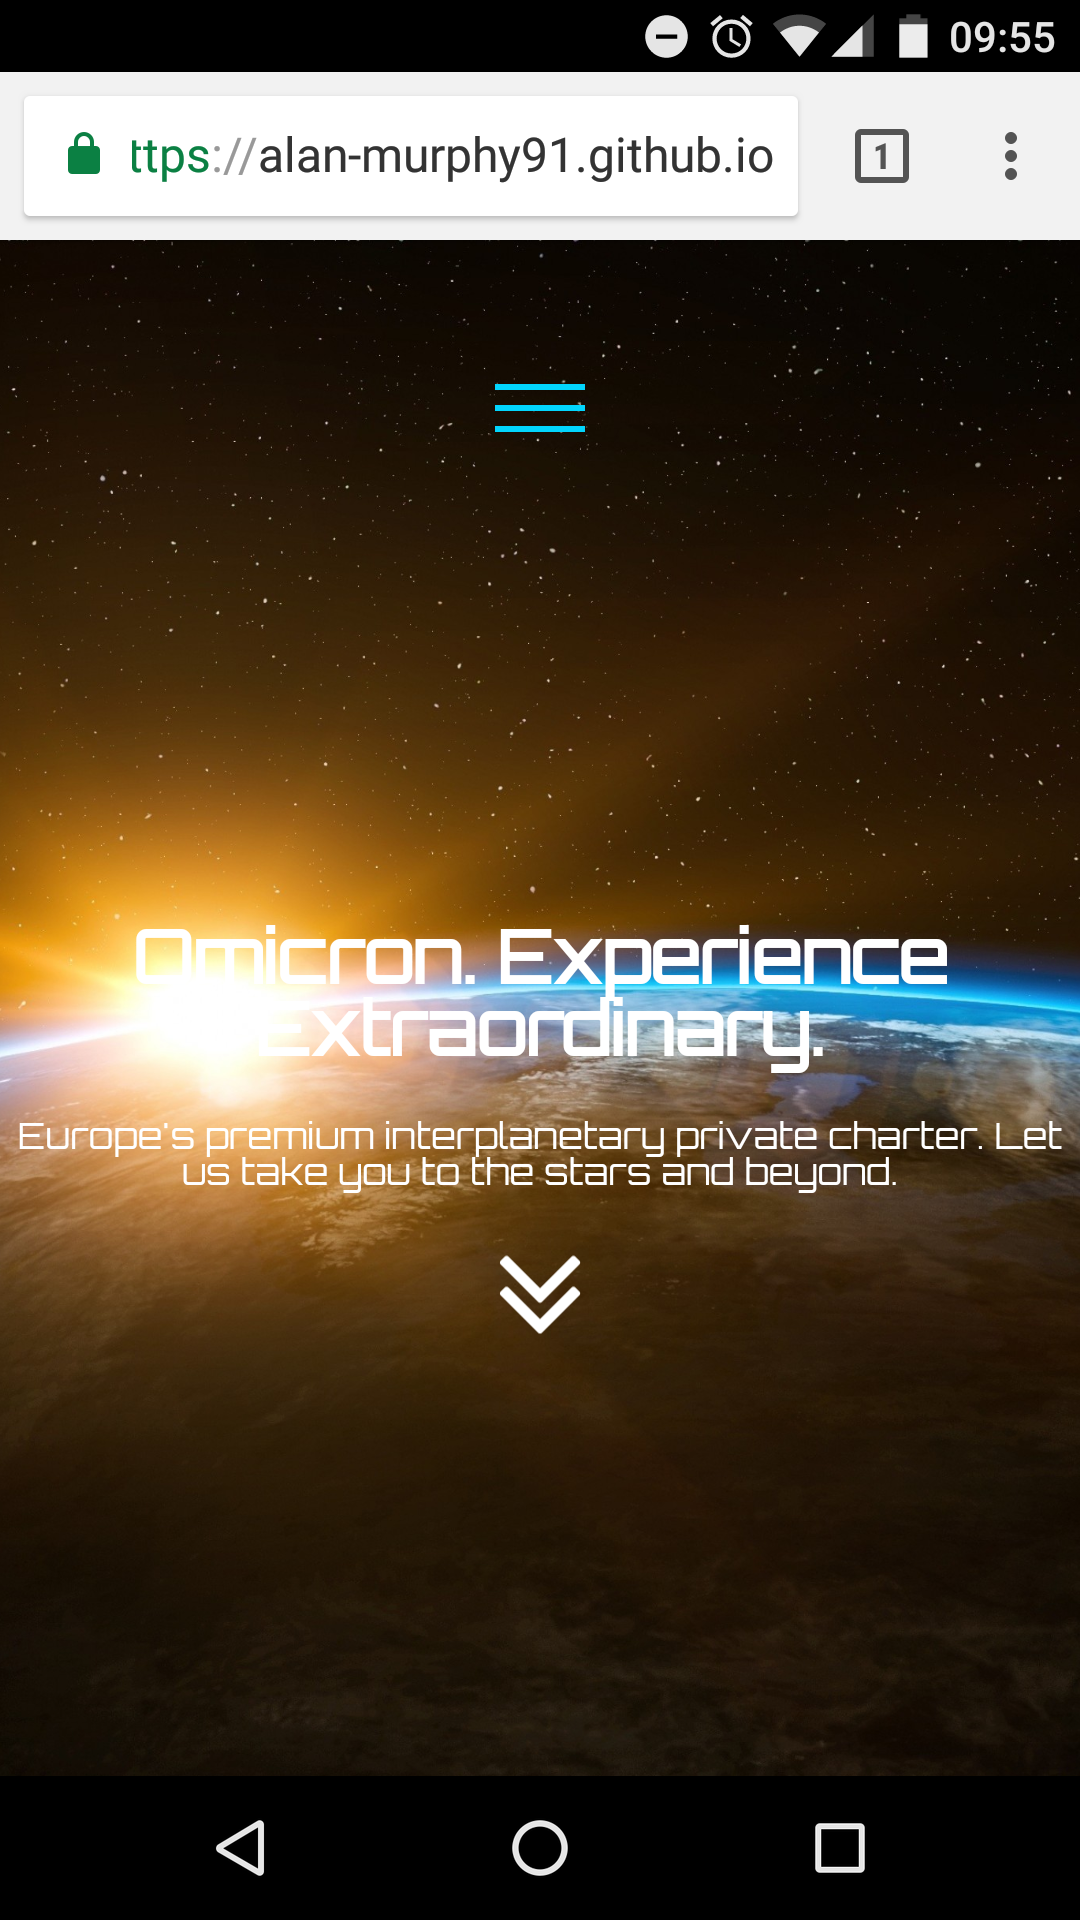 09:55
ttps://alan-murphy91.github.io
1
Omicron. Experience
Extraordinary.
Europe's premium interplanetary private charter. Let
us take you to the stars and beyond.